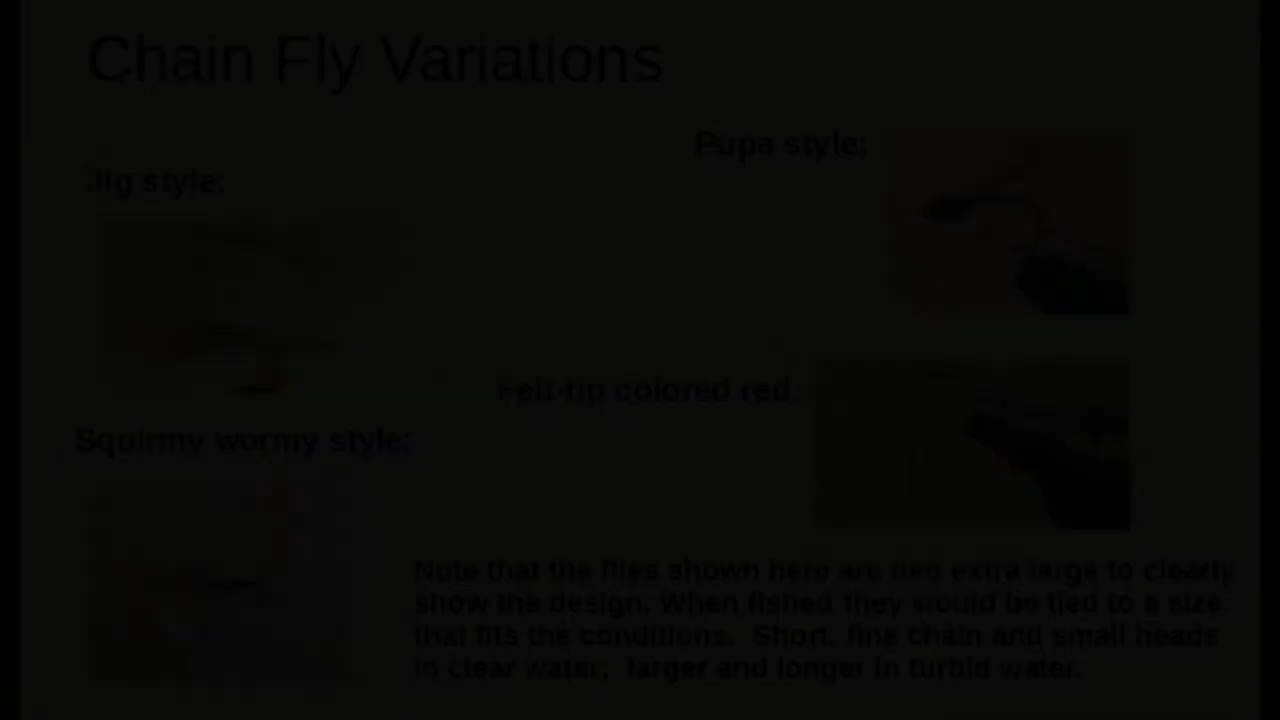 Chain Fly Variations
Pupa style:
Jig style:
Felt-tip colored red
Squirmy wormy style:
Note that the flies shown here are tied extra large to clearly
show the design. When fished they would be tied to a size
that fits the conditions.  Short, fine chain and small heads
in clear water;  larger and longer in turbid water.